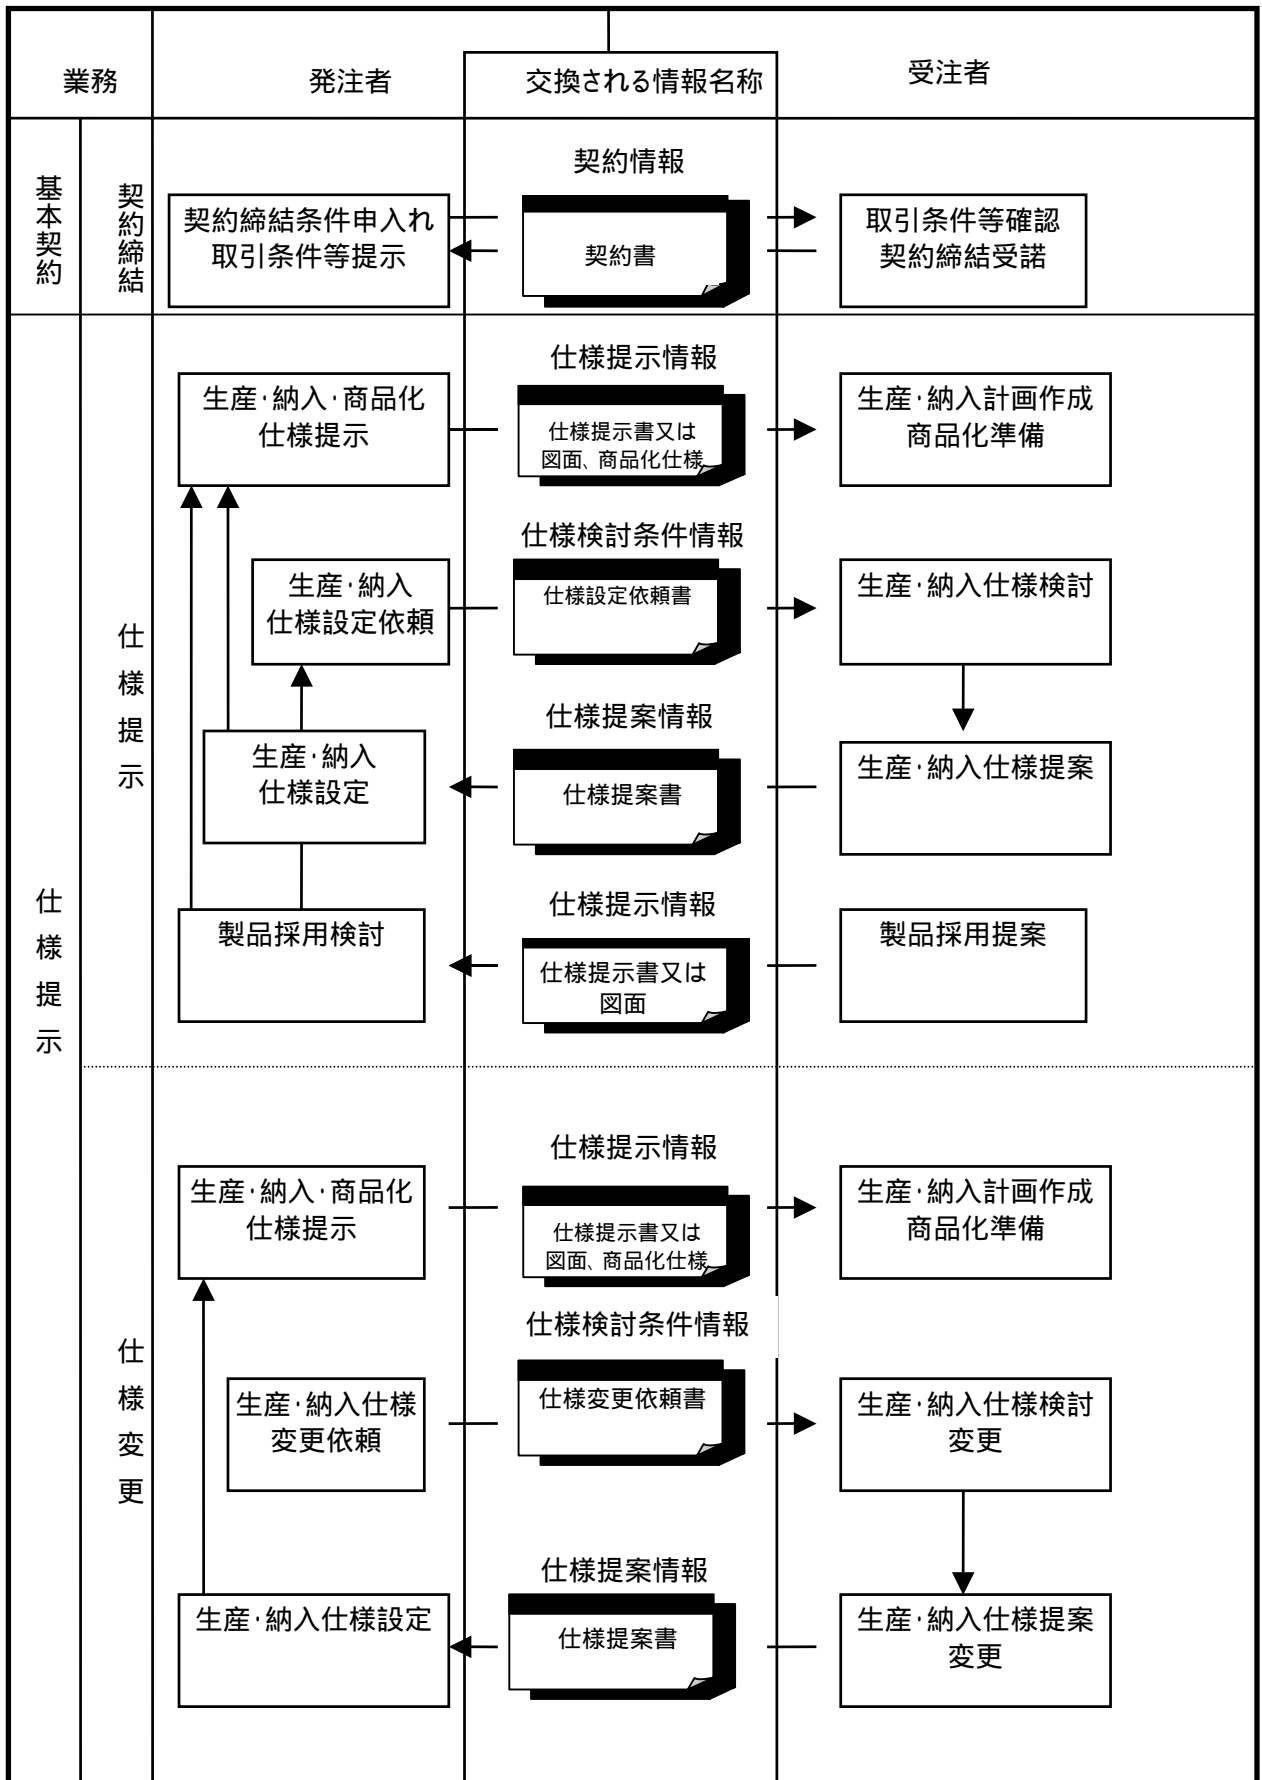 業務
発注者
交換される情報名称
受注者
基本契約
契約締結
契約情報
契約締結条件申入れ
取引条件等提示
契約書
取引条件等確認
契約締結受諾
仕様提示
仕様提示
仕様提示情報
生産・納入・商品化
仕様提示
仕様提示書又は
図面、商品化仕様
生産・納入計画作成
商品化準備
仕様検討条件情報
生産・納入
仕様設定依頼
仕様設定依頼書
生産・納入仕様検討
仕様提案情報
生産・納入
仕様設定
仕様提案書
生産・納入仕様提案
仕様提示情報
製品採用検討
仕様提示書又は
図面
製品採用提案
仕様変更
仕様提示情報
生産・納入・商品化
仕様提示
仕様提示書又は
図面、商品化仕様
生産・納入計画作成
商品化準備
仕様検討条件情報
生産・納入仕様
変更依頼
仕様変更依頼書
生産・納入仕様検討
変更
仕様提案情報
生産・納入仕様設定
仕様提案書
生産・納入仕様提案
変更